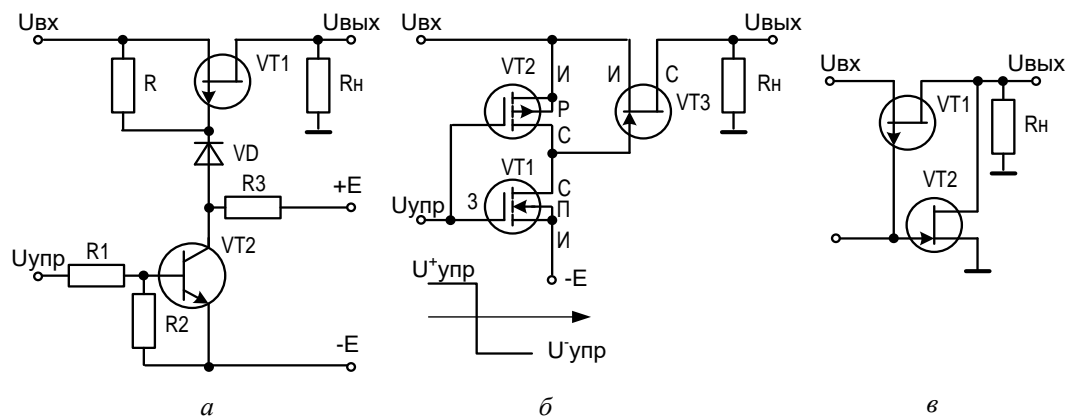 Uвх
Uвых
R
VT1
Rн
VD
R3
+E
Uупр
R1
VT2
R2
-E
а
Uвх
Uвых
VT2
И
И
С
P
С
VT3
Rн
VT1
С
Uупр
З
П
И
U⁺упр
-E
U⁻упр
б
Uвх
Uвых
VT1
Rн
VT2
в